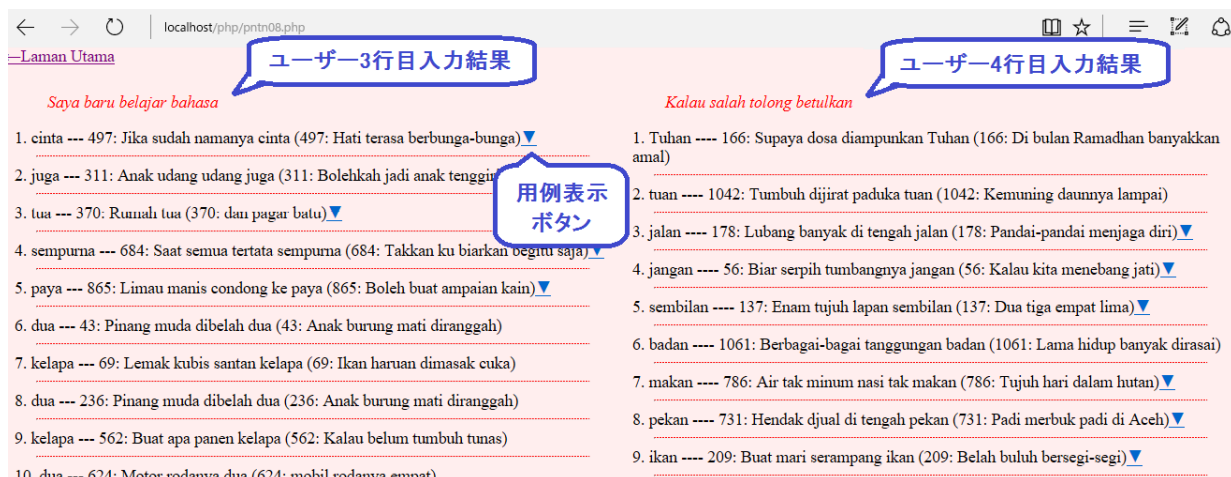 localhost/php/pntn08.php
←Laman Utama
ユーザー3行目入力結果
ユーザー4行目入力結果
Saya baru belajar bahasa
1. cinta --- 497: Jika sudah namanya cinta (497: Hati terasa berbunga-bunga)▼
2. juga --- 311: Anak udang udang juga (311: Bolehkah jadi anak
3. tua --- 370: Rumah tua (370: dan pagar batu)▼
4. sempurna --- 684: Saat semua tertata sempurna (684: Takkan ku biarkan begitu saja)▼
5. paya --- 865: Limau manis condong ke paya (865: Boleh buat ampaian kain)▼
6. dua --- 43: Pinang muda dibelah dua (43: Anak burung mati diranggah)
7. kelapa --- 69: Lemak kubis santan kelapa (69: Ikan haruan dimasak cuka)
8. dua --- 236: Pinang muda dibelah dua (236: Anak burung mati diranggah)
9. kelapa --- 562: Buat apa panen kelapa (562: Kalau belum tumbuh tunas)
10. dua --- 624: Motor rodanya dua (624: mobil rodanya empat)
用例表示
ボタン
Kalau salah tolong betulkan
1. Tuhan ---- 166: Supaya dosa diampunkan Tuhan (166: Di bulan Ramadhan banyakkan
amal)
2. tuan ---- 1042: Tumbuh dijirat paduka tuan (1042: Kemuning daunnya lampai)
3. jalan ---- 178: Lubang banyak di tengah jalan (178: Pandai-pandai menjaga diri)▼
4. jangan ---- 56: Biar serpih tumbangnya jangan (56: Kalau kita menebang jati)▼
5. sembilan ---- 137: Enam tujuh lapan sembilan (137: Dua tiga empat lima)▼
6. badan ---- 1061: Berbagai-bagai tanggungan badan (1061: Lama hidup banyak dirasai)
7. makan ---- 786: Air tak minum nasi tak makan (786: Tujuh hari dalam hutan)▼
8. pekan ---- 731: Hendak djual di tengah pekan (731: Padi merbuk padi di Aceh)▼
9. ikan ---- 209: Buat mari serampang ikan (209: Belah buluh bersegi-segi)▼